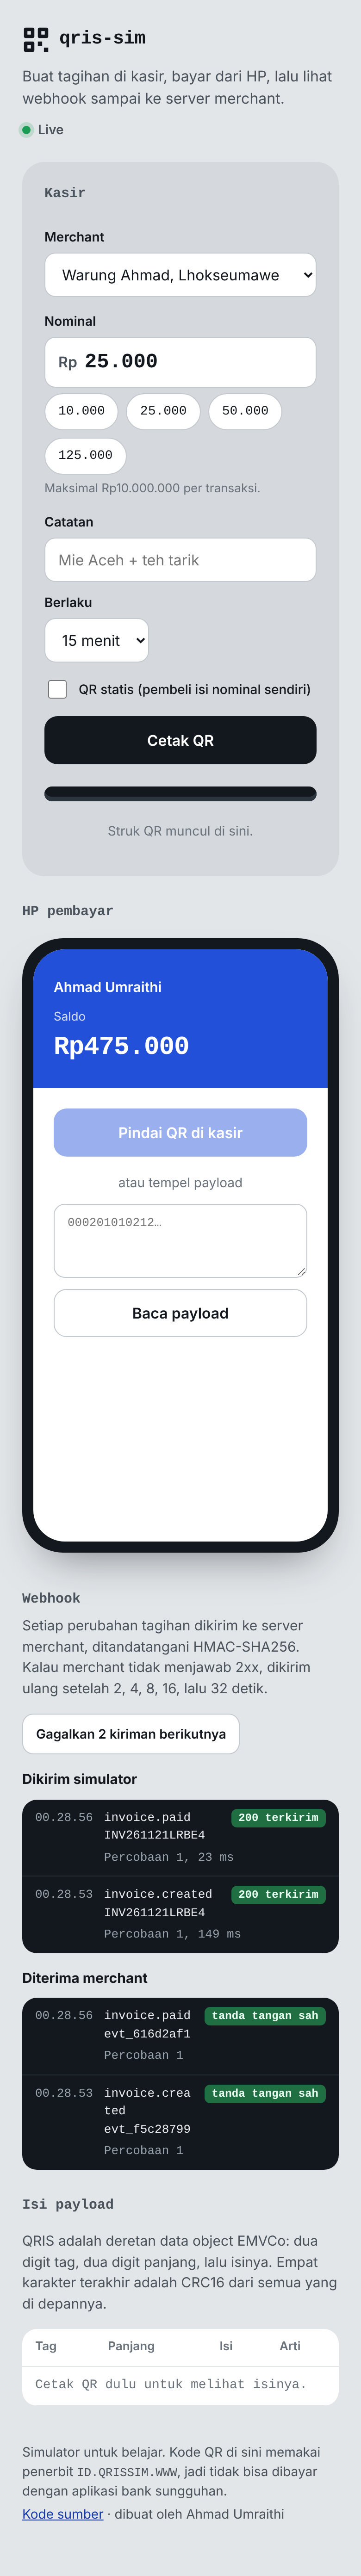 qris-sim
Buat tagihan di kasir, bayar dari HP, lalu lihat
webhook sampai ke server merchant.
Live
Kasir
Merchant
Warung Ahmad, Lhokseumawe
Nominal
Rp 25.000
10.000 25.000 50.000
125.000
Maksimal Rp10.000.000 per transaksi.
Catatan
Mie Aceh + teh tarik
Berlaku
15 menit
QR statis (pembeli isi nominal sendiri)
Cetak QR
Struk QR muncul di sini.
HP pembayar
Ahmad Umraithi
Saldo
Rp475.000
Pindai QR di kasir
atau tempel payload
000201010212…
Baca payload
Webhook
Setiap perubahan tagihan dikirim ke server
merchant, ditandatangani HMAC-SHA256.
Kalau merchant tidak menjawab 2xx, dikirim
ulang setelah 2, 4, 8, 16, lalu 32 detik.
Gagalkan 2 kiriman berikutnya
Dikirim simulator
00.28.56 invoice.paid 200 terkirim
INV261121LRBE4
Percobaan 1, 23 ms
00.28.53 invoice.created 200 terkirim
INV261121LRBE4
Percobaan 1, 149 ms
Diterima merchant
00.28.56 invoice.paid tanda tangan sah
evt_616d2af1
Percobaan 1
00.28.53 invoice.crea tanda tangan sah
ted
evt_f5c28799
Percobaan 1
Isi payload
QRIS adalah deretan data object EMVCo: dua
digit tag, dua digit panjang, lalu isinya. Empat
karakter terakhir adalah CRC16 dari semua yang
di depannya.
Tag Panjang Isi Arti
Cetak QR dulu untuk melihat isinya.
Simulator untuk belajar. Kode QR di sini memakai
penerbit ID.QRISSIM.WWW, jadi tidak bisa dibayar
dengan aplikasi bank sungguhan.
Kode sumber · dibuat oleh Ahmad Umraithi